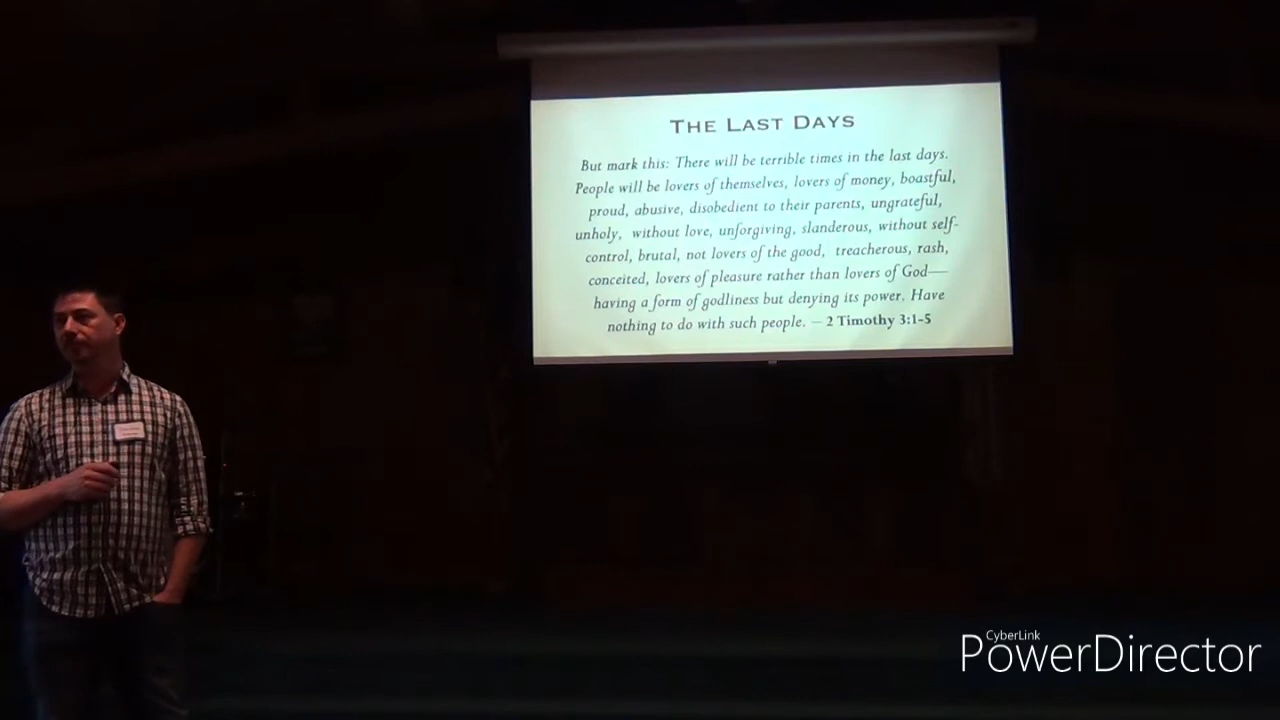 THE LAST DAYS
But mark this: There will be terrible times in the last days.
People will be lovers of themselves, lovers of money, boastful,
proud, abusive, disobedient to their parents, ungrateful,
unholy, without love, unforgiving, slanderous, without self-
control, brutal, not lovers of the good, treacherous, rash,
conceited, lovers of pleasure rather than lovers of God—
having a form of godliness but denying its power. Have
nothing to do with such people. — 2 Timothy 3:1-5
CyberLink
PowerDirector